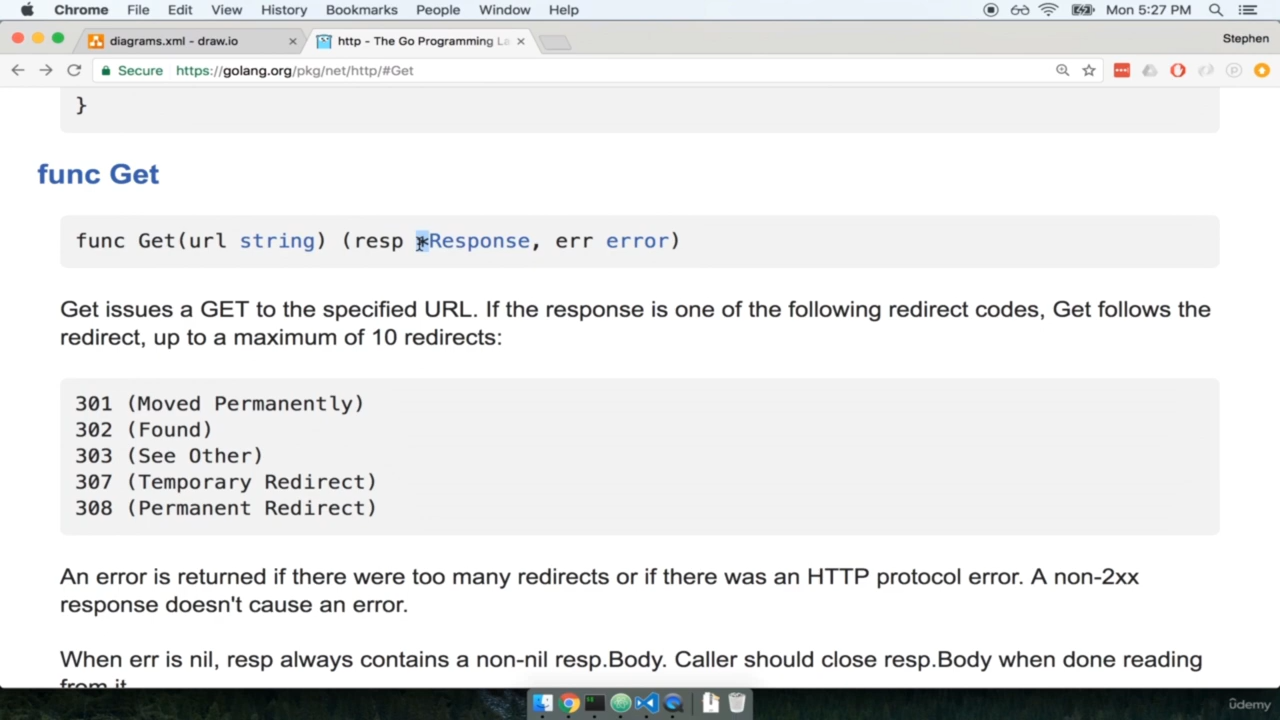 Chrome File Edit View History Bookmarks People Window Help Mon 5:27 PM
diagrams.xml - draw.io × http - The Go Programming La × Stephen
Secure https://golang.org/pkg/net/http/#Get
}
func Get
func Get(url string) (resp *Response, err error)
Get issues a GET to the specified URL. If the response is one of the following redirect codes, Get follows the
redirect, up to a maximum of 10 redirects:
301 (Moved Permanently)
302 (Found)
303 (See Other)
307 (Temporary Redirect)
308 (Permanent Redirect)
An error is returned if there were too many redirects or if there was an HTTP protocol error. A non-2xx
response doesn't cause an error.
When err is nil, resp always contains a non-nil resp.Body. Caller should close resp.Body when done reading
from it
ûdemy